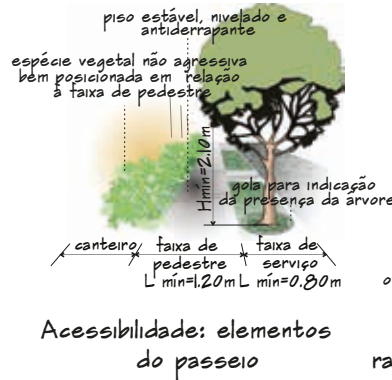 piso estável, nivelado e
antiderrapante
espécie vegetal não agressiva
bem posicionada em relação
à faixa de pedestre
Hmín=2.10m
gola para indicação
da presença da árvore
canteiro
faixa de
pedestre
L mín=1.20m
faixa de
serviço
L mín=0.80m
Acessibilidade: elementos
do passeio